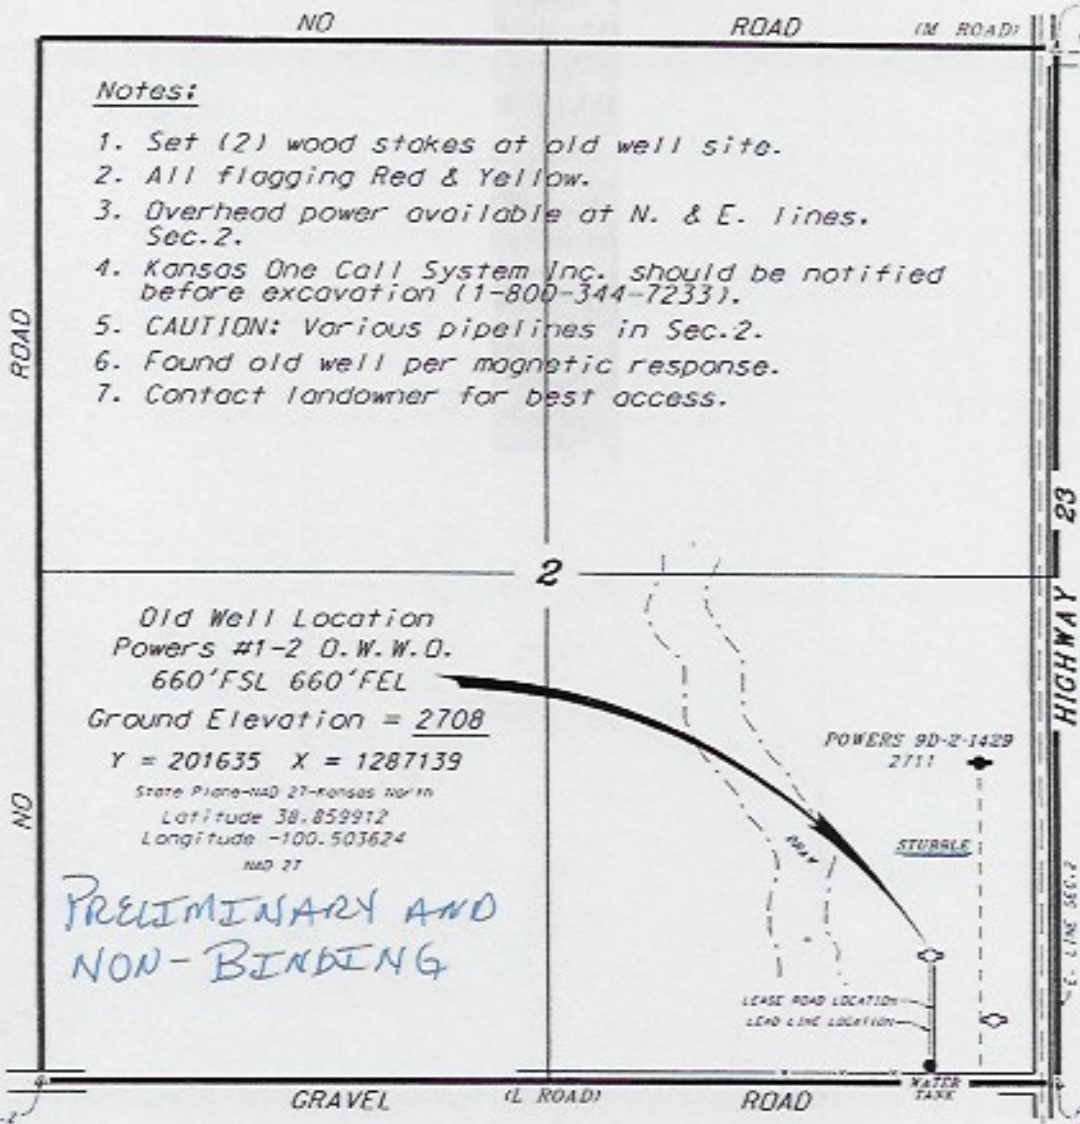 NO ROAD (M ROAD)
Notes:
1. Set (2) wood stakes at old well site.
2. All flagging Red & Yellow.
3. Overhead power available at N. & E. lines.
Sec.2.
4. Kansas One Call System Inc. should be notified
before excavation (1-800-344-7233).
5. CAUTION: Various pipelines in Sec.2.
6. Found old well per magnetic response.
7. Contact landowner for best access.
ROAD
NO
2
HIGHWAY 23
Old Well Location
Powers #1-2 O.W.W.O.
660'FSL 660'FEL
Ground Elevation = 2708
Y = 201635 X = 1287139
State Plane-NAD 27-Kansas North
Latitude 38.859912
Longitude -100.503624
NAD 27
PRELIMINARY AND
NON-BINDING
POWERS 9D-2-1429
2711
STUBBLE
DRAW
E. LINE SEC.2
LEASE ROAD LOCATION
LEAD LINE LOCATION
WATER
TANK
GRAVEL (L ROAD) ROAD